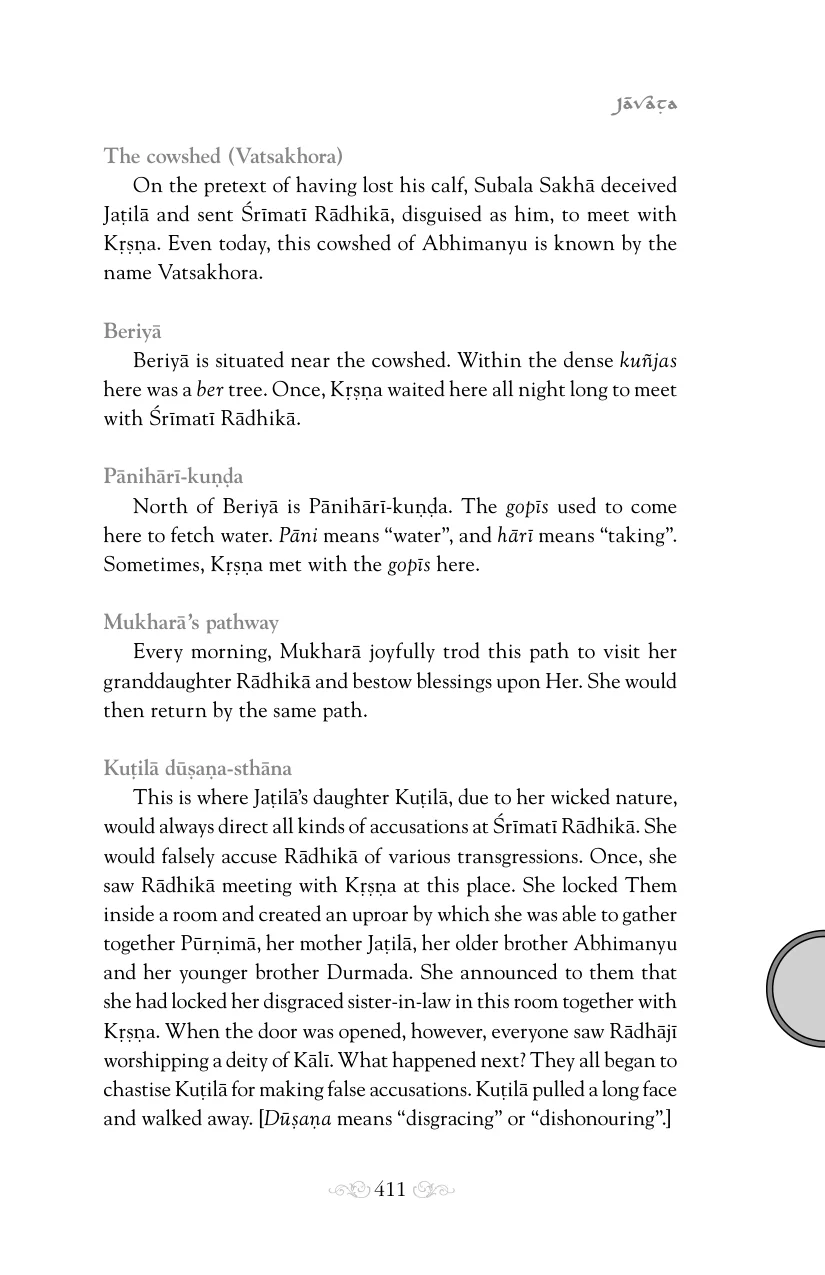 Jāvaṭa
The cowshed (Vatsakhora)
On the pretext of having lost his calf, Subala Sakhā deceived
Jaṭilā and sent Śrīmatī Rādhikā, disguised as him, to meet with
Kṛṣṇa. Even today, this cowshed of Abhimanyu is known by the
name Vatsakhora.
Beriyā
Beriyā is situated near the cowshed. Within the dense kuñjas
here was a ber tree. Once, Kṛṣṇa waited here all night long to meet
with Śrīmatī Rādhikā.
Pānihārī-kuṇḍa
North of Beriyā is Pānihārī-kuṇḍa. The gopīs used to come
here to fetch water. Pāni means “water”, and hārī means “taking”.
Sometimes, Kṛṣṇa met with the gopīs here.
Mukharā’s pathway
Every morning, Mukharā joyfully trod this path to visit her
granddaughter Rādhikā and bestow blessings upon Her. She would
then return by the same path.
Kuṭilā dūṣaṇa-sthāna
This is where Jaṭilā’s daughter Kuṭilā, due to her wicked nature,
would always direct all kinds of accusations at Śrīmatī Rādhikā. She
would falsely accuse Rādhikā of various transgressions. Once, she
saw Rādhikā meeting with Kṛṣṇa at this place. She locked Them
inside a room and created an uproar by which she was able to gather
together Pūrṇimā, her mother Jaṭilā, her older brother Abhimanyu
and her younger brother Durmada. She announced to them that
she had locked her disgraced sister-in-law in this room together with
Kṛṣṇa. When the door was opened, however, everyone saw Rādhājī
worshipping a deity of Kālī. What happened next? They all began to
chastise Kuṭilā for making false accusations. Kuṭilā pulled a long face
and walked away. [Dūṣaṇa means “disgracing” or “dishonouring”.]
411